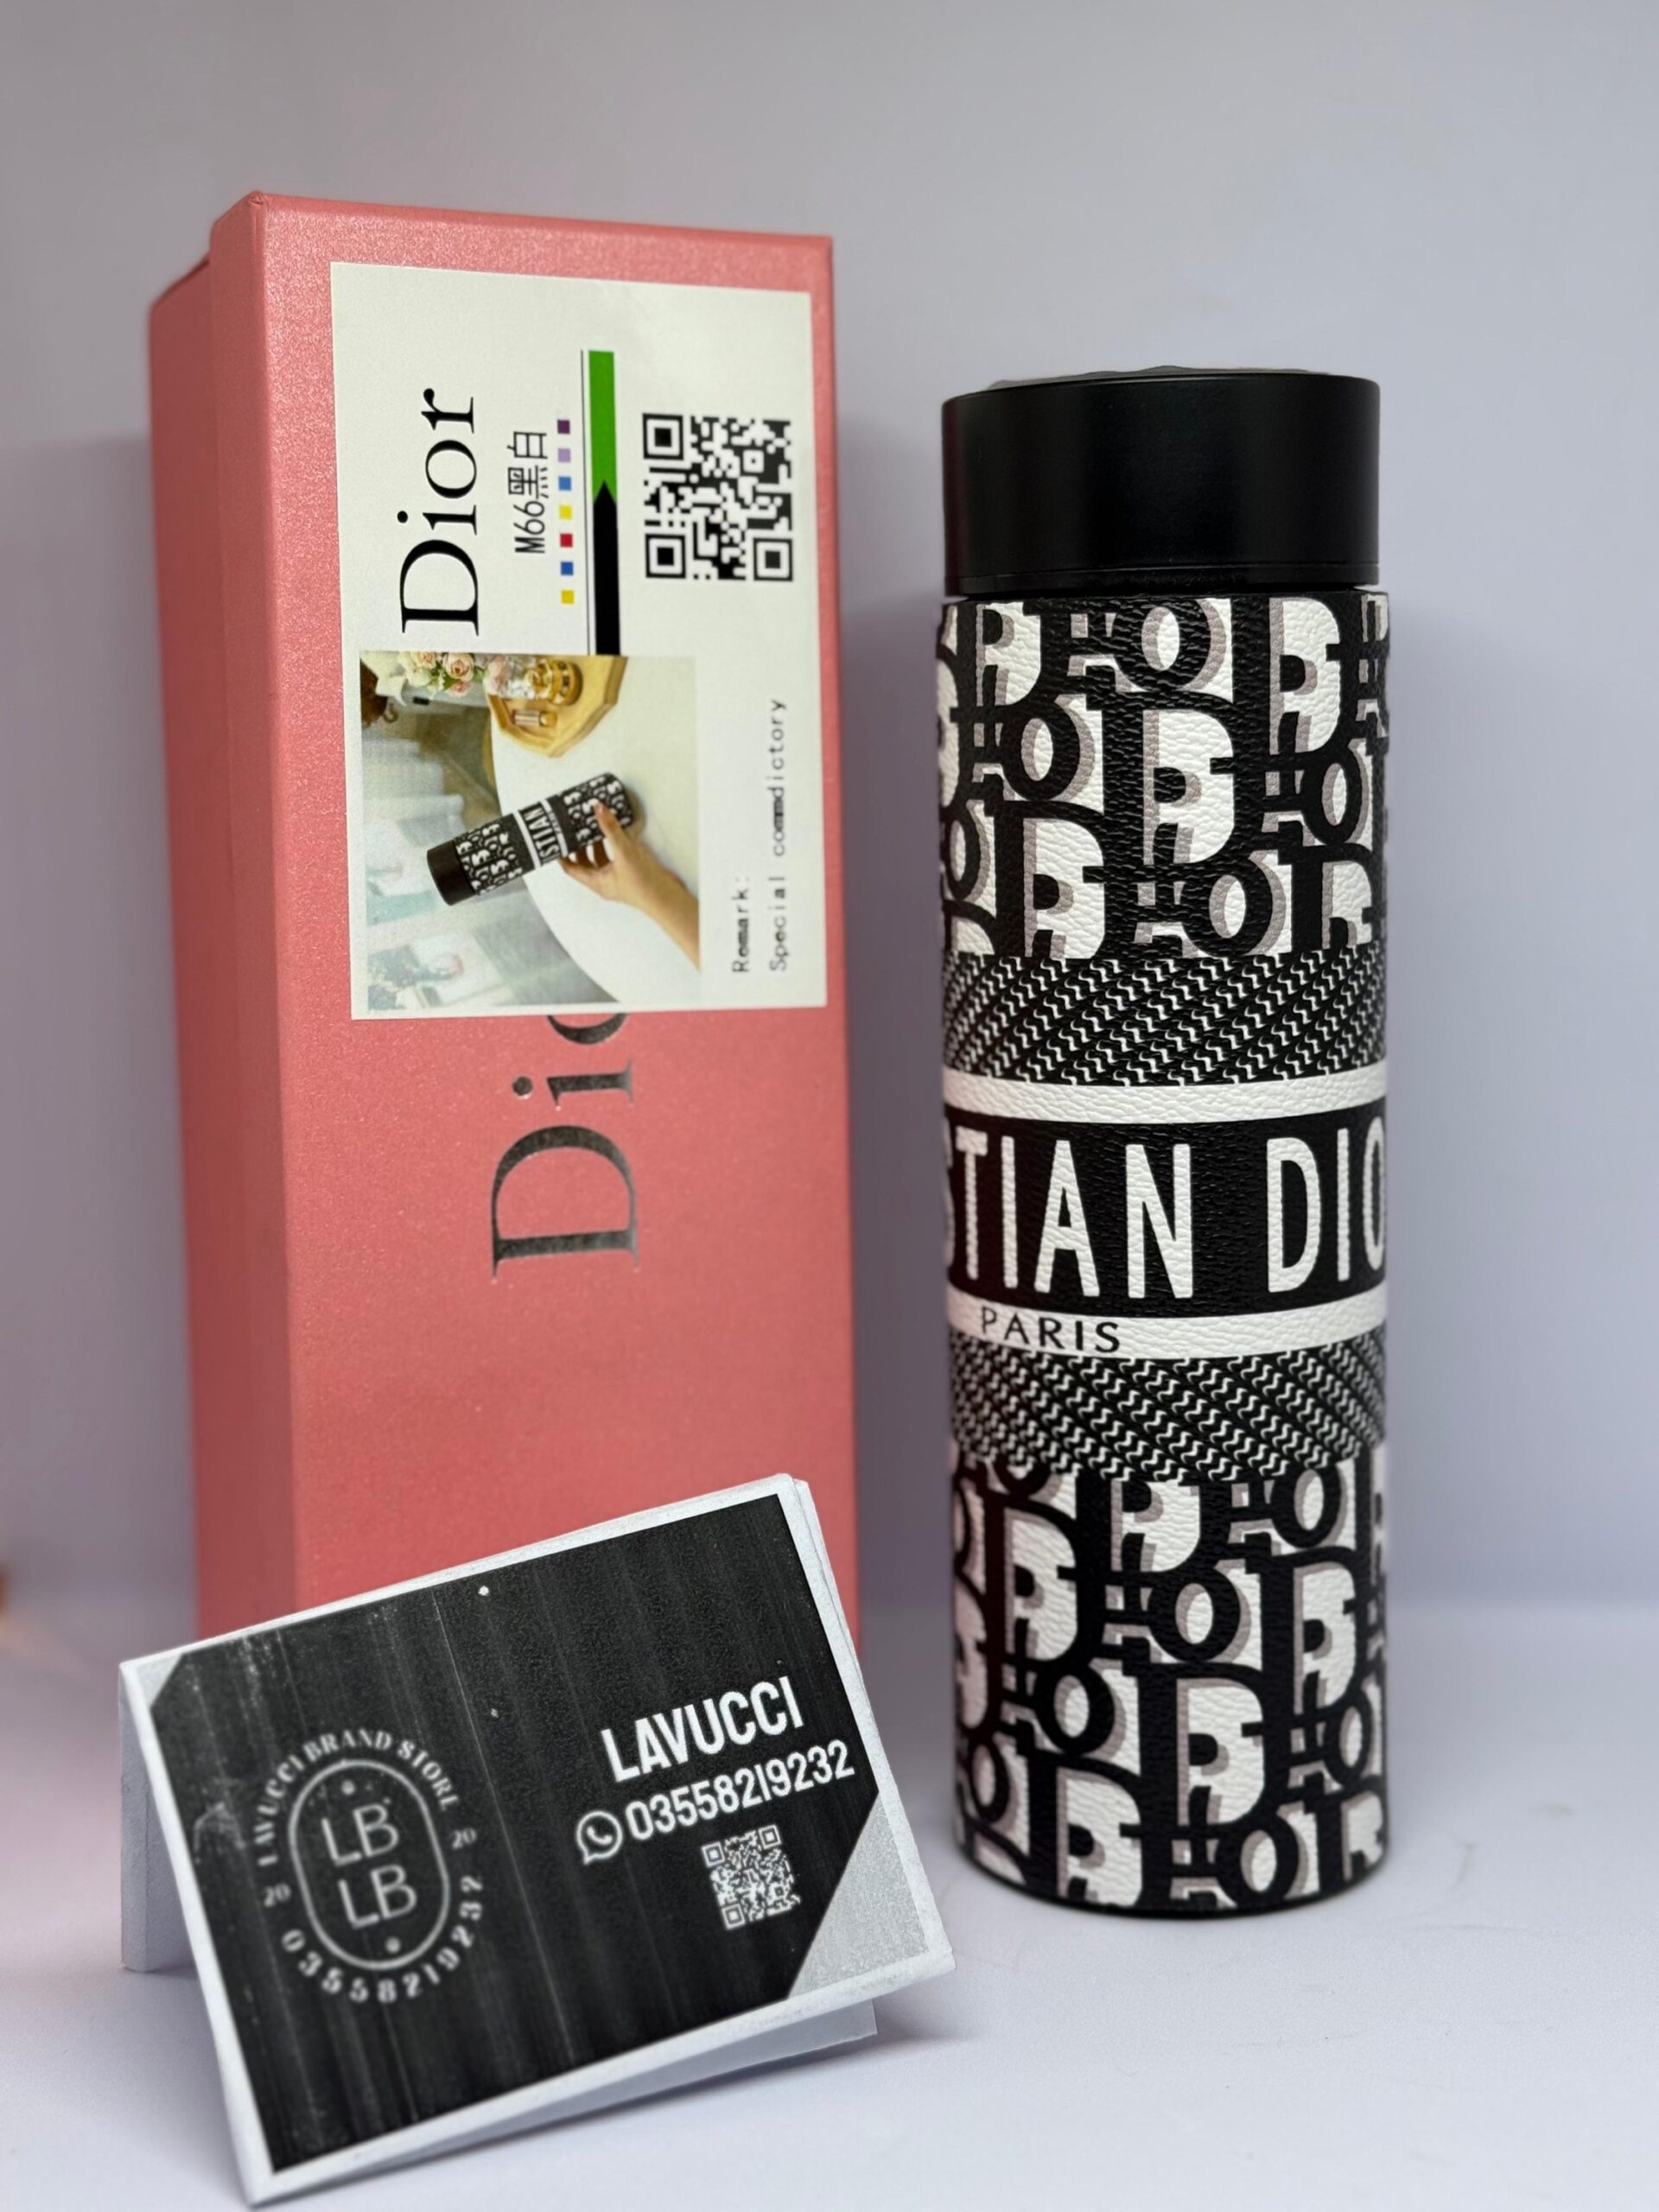 Dior
M66黑白
Remark:
Special commdictory
Dio
STIAN DIO
PARIS
LAVUCCI BRAND STORE
LB
LB
20
20
03558219232
LAVUCCI
03558219232